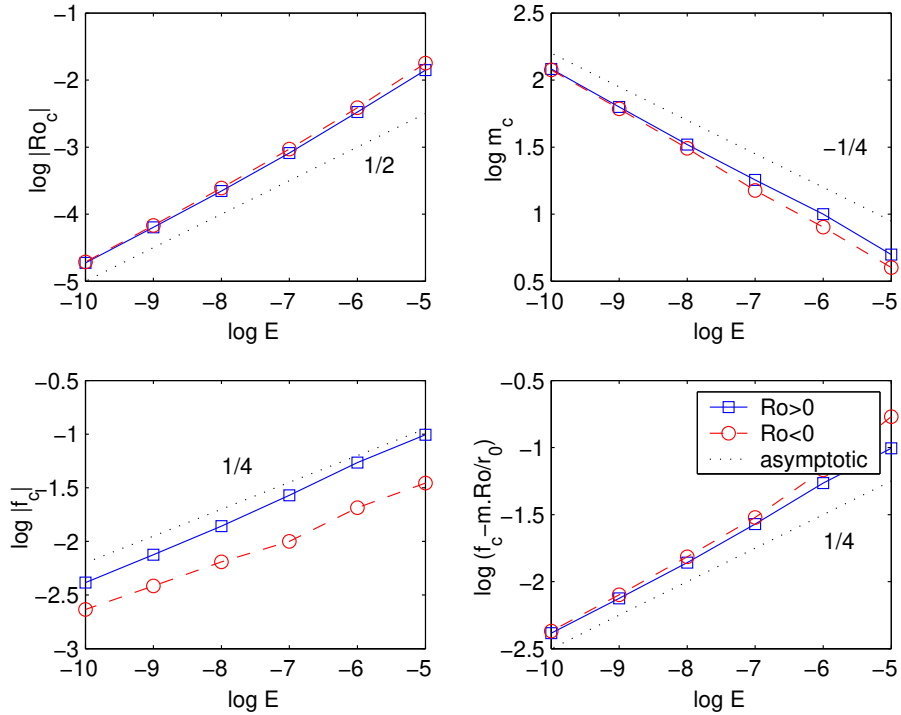 −1
−2
−3
−4
−5
log |Ro_c|
1/2
−10 −9 −8 −7 −6 −5
log E
2.5
2
1.5
1
0.5
log m_c
−1/4
−10 −9 −8 −7 −6 −5
log E
−0.5
−1
−1.5
−2
−2.5
−3
log |f_c|
1/4
−10 −9 −8 −7 −6 −5
log E
−0.5
−1
−1.5
−2
−2.5
log (f_c−m.Ro/r_0)
Ro>0
Ro<0
asymptotic
1/4
−10 −9 −8 −7 −6 −5
log E